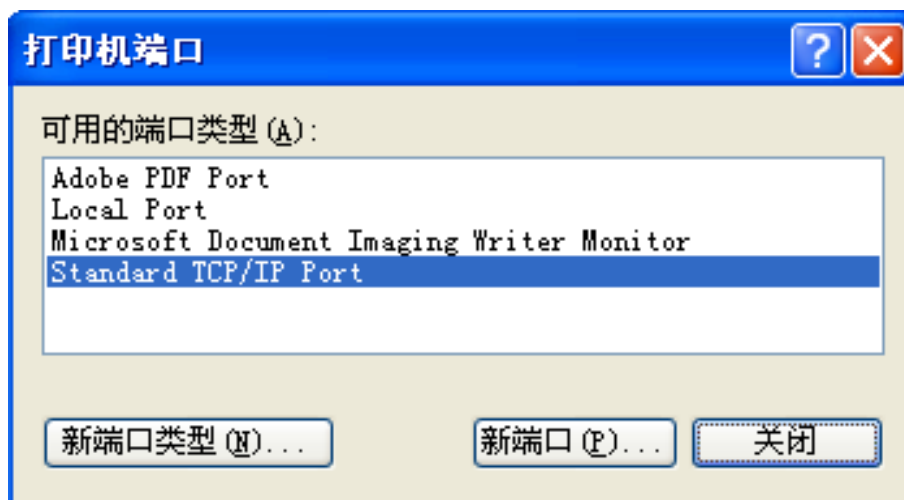 打印机端口
可用的端口类型(A):
Adobe PDF Port
Local Port
Microsoft Document Imaging Writer Monitor
Standard TCP/IP Port
新端口类型(N)... 新端口(P)... 关闭